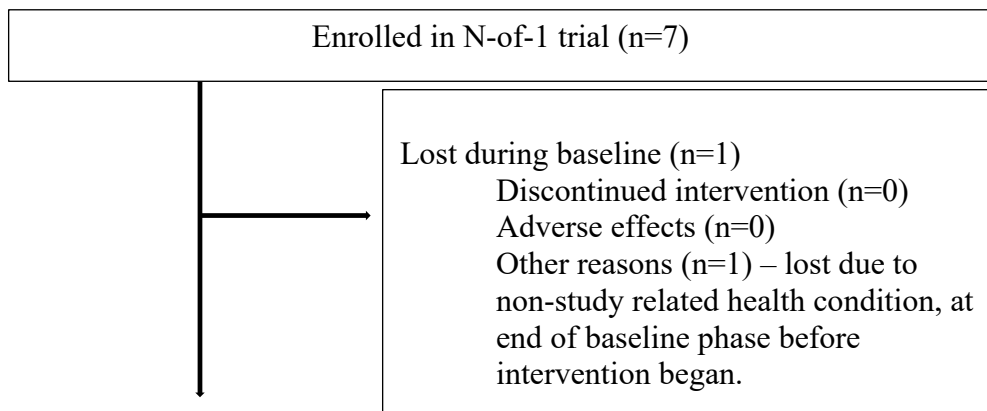 Enrolled in N-of-1 trial (n=7)
Lost during baseline (n=1)
Discontinued intervention (n=0)
Adverse effects (n=0)
Other reasons (n=1) – lost due to
non-study related health condition, at
end of baseline phase before
intervention began.